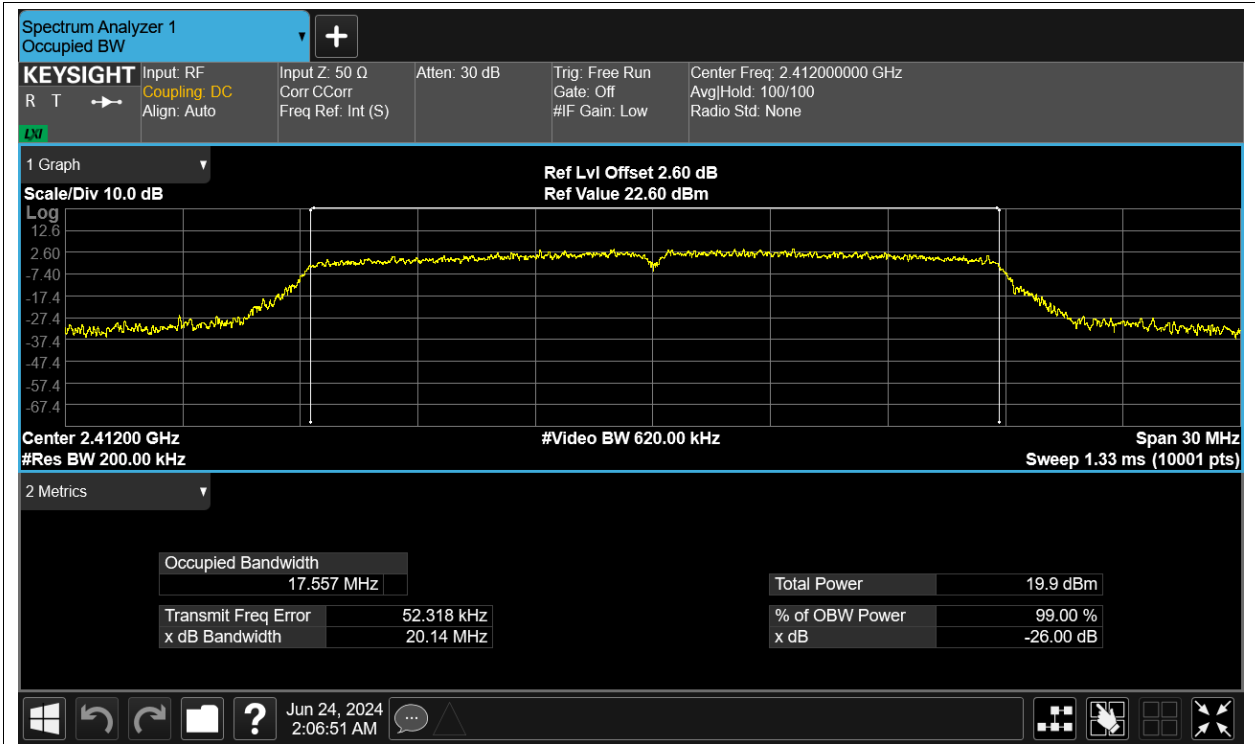 Spectrum Analyzer 1
Occupied BW
▼
+
KEYSIGHT
R T
LXI
Input: RF
Coupling: DC
Align: Auto
Input Z: 50 Ω
Corr CCorr
Freq Ref: Int (S)
Atten: 30 dB
Trig: Free Run
Gate: Off
#IF Gain: Low
Center Freq: 2.412000000 GHz
Avg|Hold: 100/100
Radio Std: None
1 Graph ▼
Scale/Div 10.0 dB
Ref Lvl Offset 2.60 dB
Ref Value 22.60 dBm
Log
12.6
2.60
-7.40
-17.4
-27.4
-37.4
-47.4
-57.4
-67.4
Center 2.41200 GHz
#Res BW 200.00 kHz
#Video BW 620.00 kHz
Span 30 MHz
Sweep 1.33 ms (10001 pts)
2 Metrics ▼
Occupied Bandwidth
17.557 MHz
Transmit Freq Error 52.318 kHz
x dB Bandwidth 20.14 MHz
Total Power 19.9 dBm
% of OBW Power 99.00 %
x dB -26.00 dB
?
Jun 24, 2024
2:06:51 AM